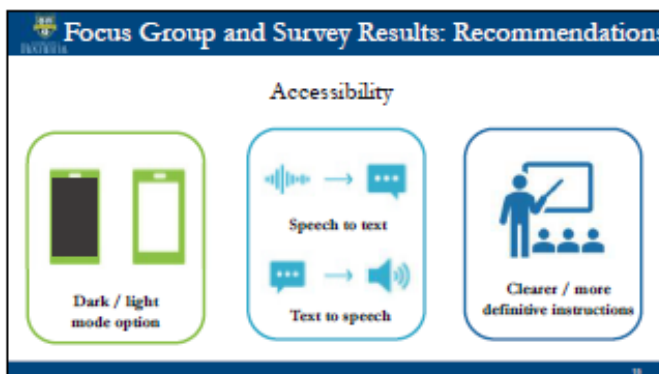 Focus Group and Survey Results: Recommendations
Accessibility
Dark / light
mode option
Speech to text
Text to speech
Clearer / more
definitive instructions